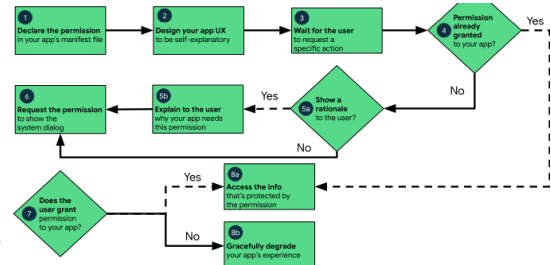 1
Declare the permission
in your app's manifest file
2
Design your app UX
to be self-explanatory
3
Wait for the user
to request a
specific action
4
Permission
already
granted
to your app?
Yes
No
6
Request the permission
to show the
system dialog
5b
Explain to the user
why your app needs
this permission
Yes
5a
Show a
rationale
to the user?
No
7
Does the
user grant
permission
to your app?
Yes
No
8a
Access the info
that's protected by
the permission
8b
Gracefully degrade
your app's experience